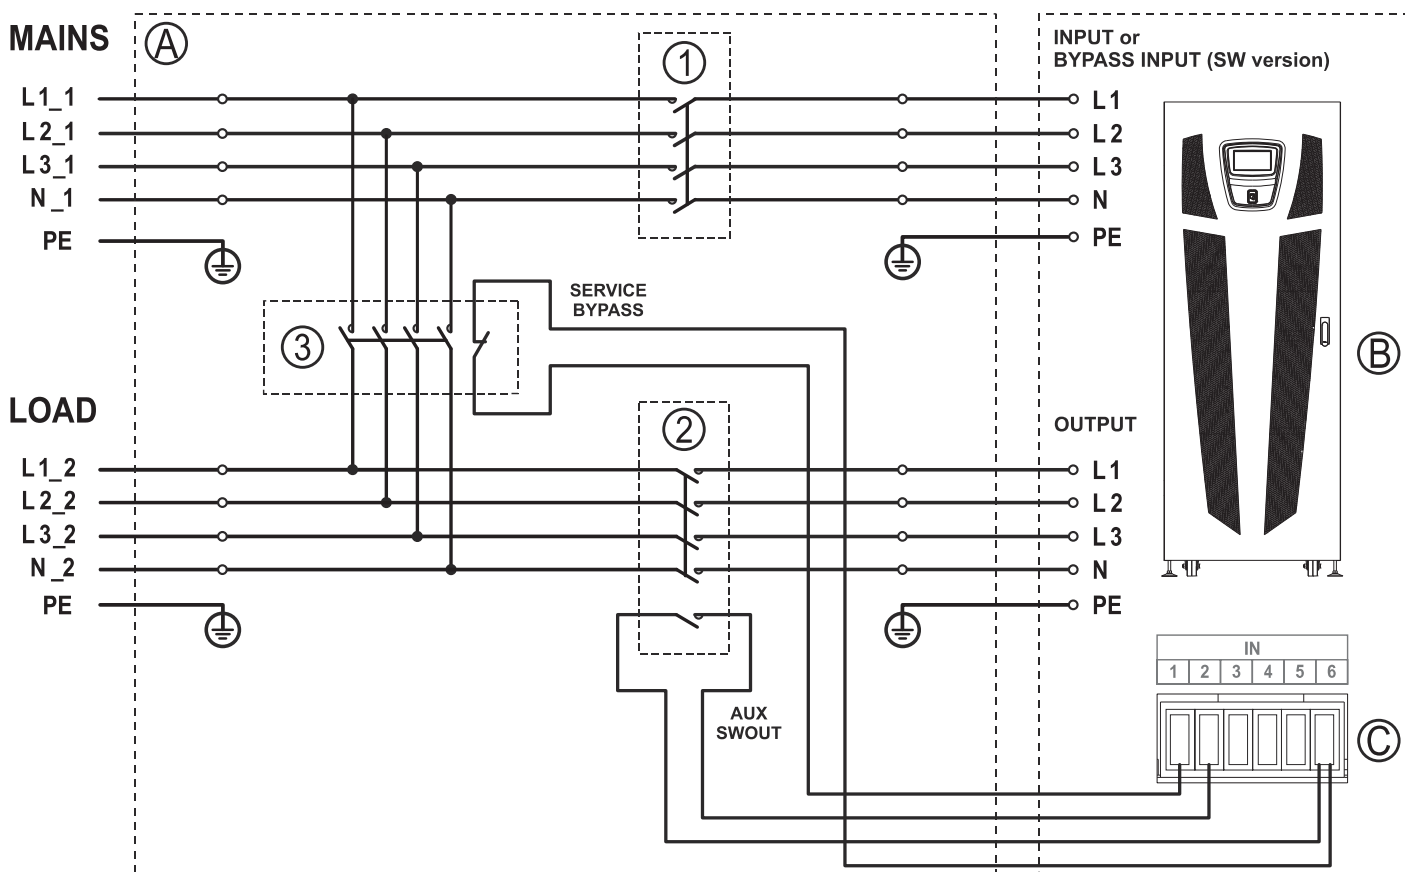 MAINS
A
1
INPUT or
BYPASS INPUT (SW version)
L1_1
L1
L2_1
L2
L3_1
L3
N_1
N
PE
PE
SERVICE
BYPASS
3
B
LOAD
2
OUTPUT
L1_2
L1
L2_2
L2
L3_2
L3
N_2
N
PE
PE
IN
1 2 3 4 5 6
AUX
SWOUT
C